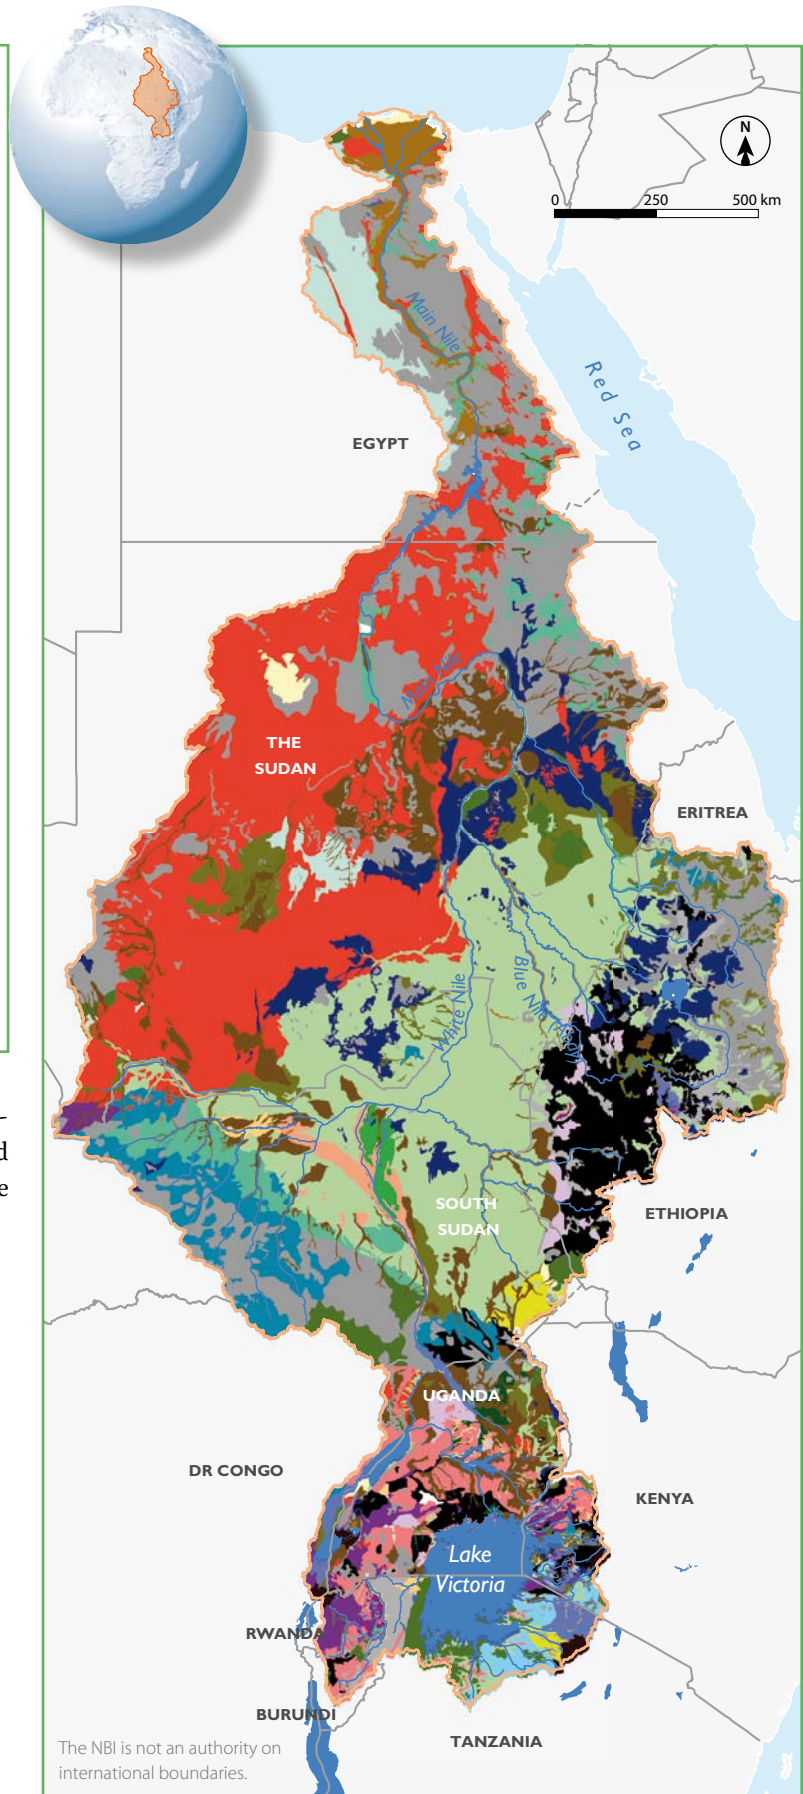 N
0 250 500 km
Main Nile
Red Sea
EGYPT
Main Nile
THE
SUDAN
ERITREA
White Nile
Blue Nile
SOUTH
SUDAN
ETHIOPIA
UGANDA
DR CONGO
KENYA
Lake
Victoria
RWANDA
BURUNDI
TANZANIA
The NBI is not an authority on
international boundaries.
d
e